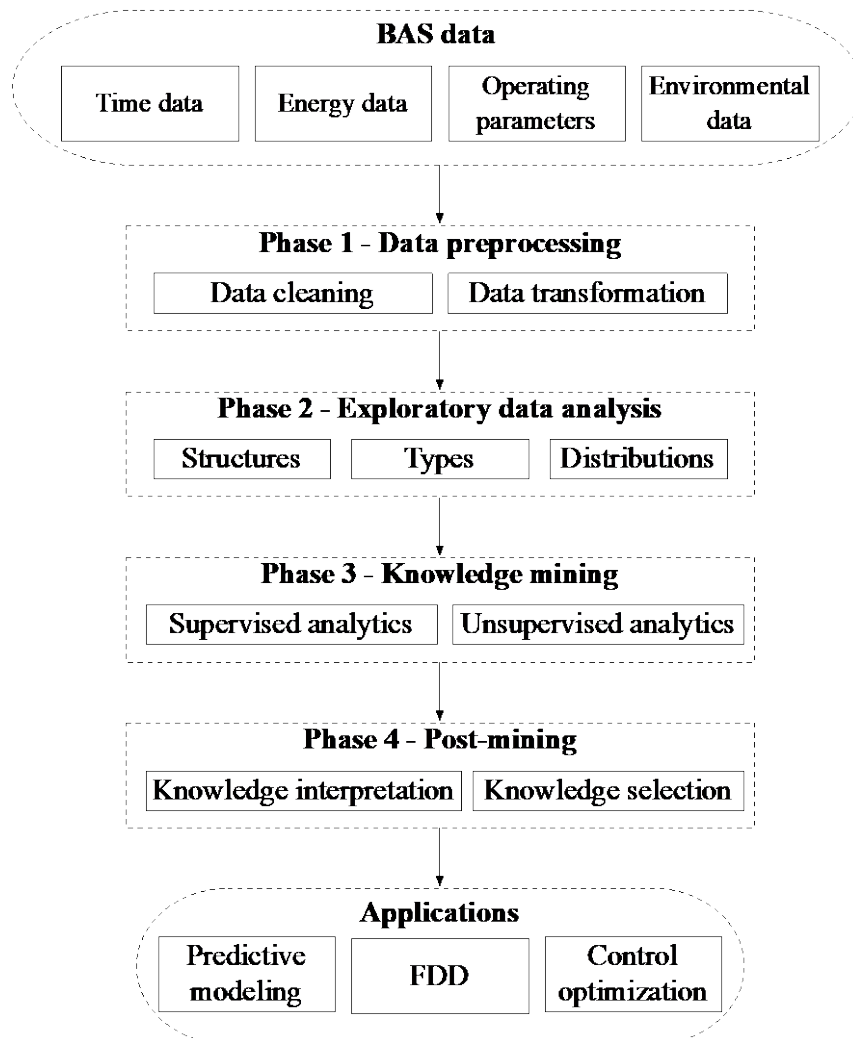 BAS data
Time data
Energy data
Operating
parameters
Environmental
data
Phase 1 - Data preprocessing
Data cleaning
Data transformation
Phase 2 - Exploratory data analysis
Structures
Types
Distributions
Phase 3 - Knowledge mining
Supervised analytics
Unsupervised analytics
Phase 4 - Post-mining
Knowledge interpretation
Knowledge selection
Applications
Predictive
modeling
FDD
Control
optimization